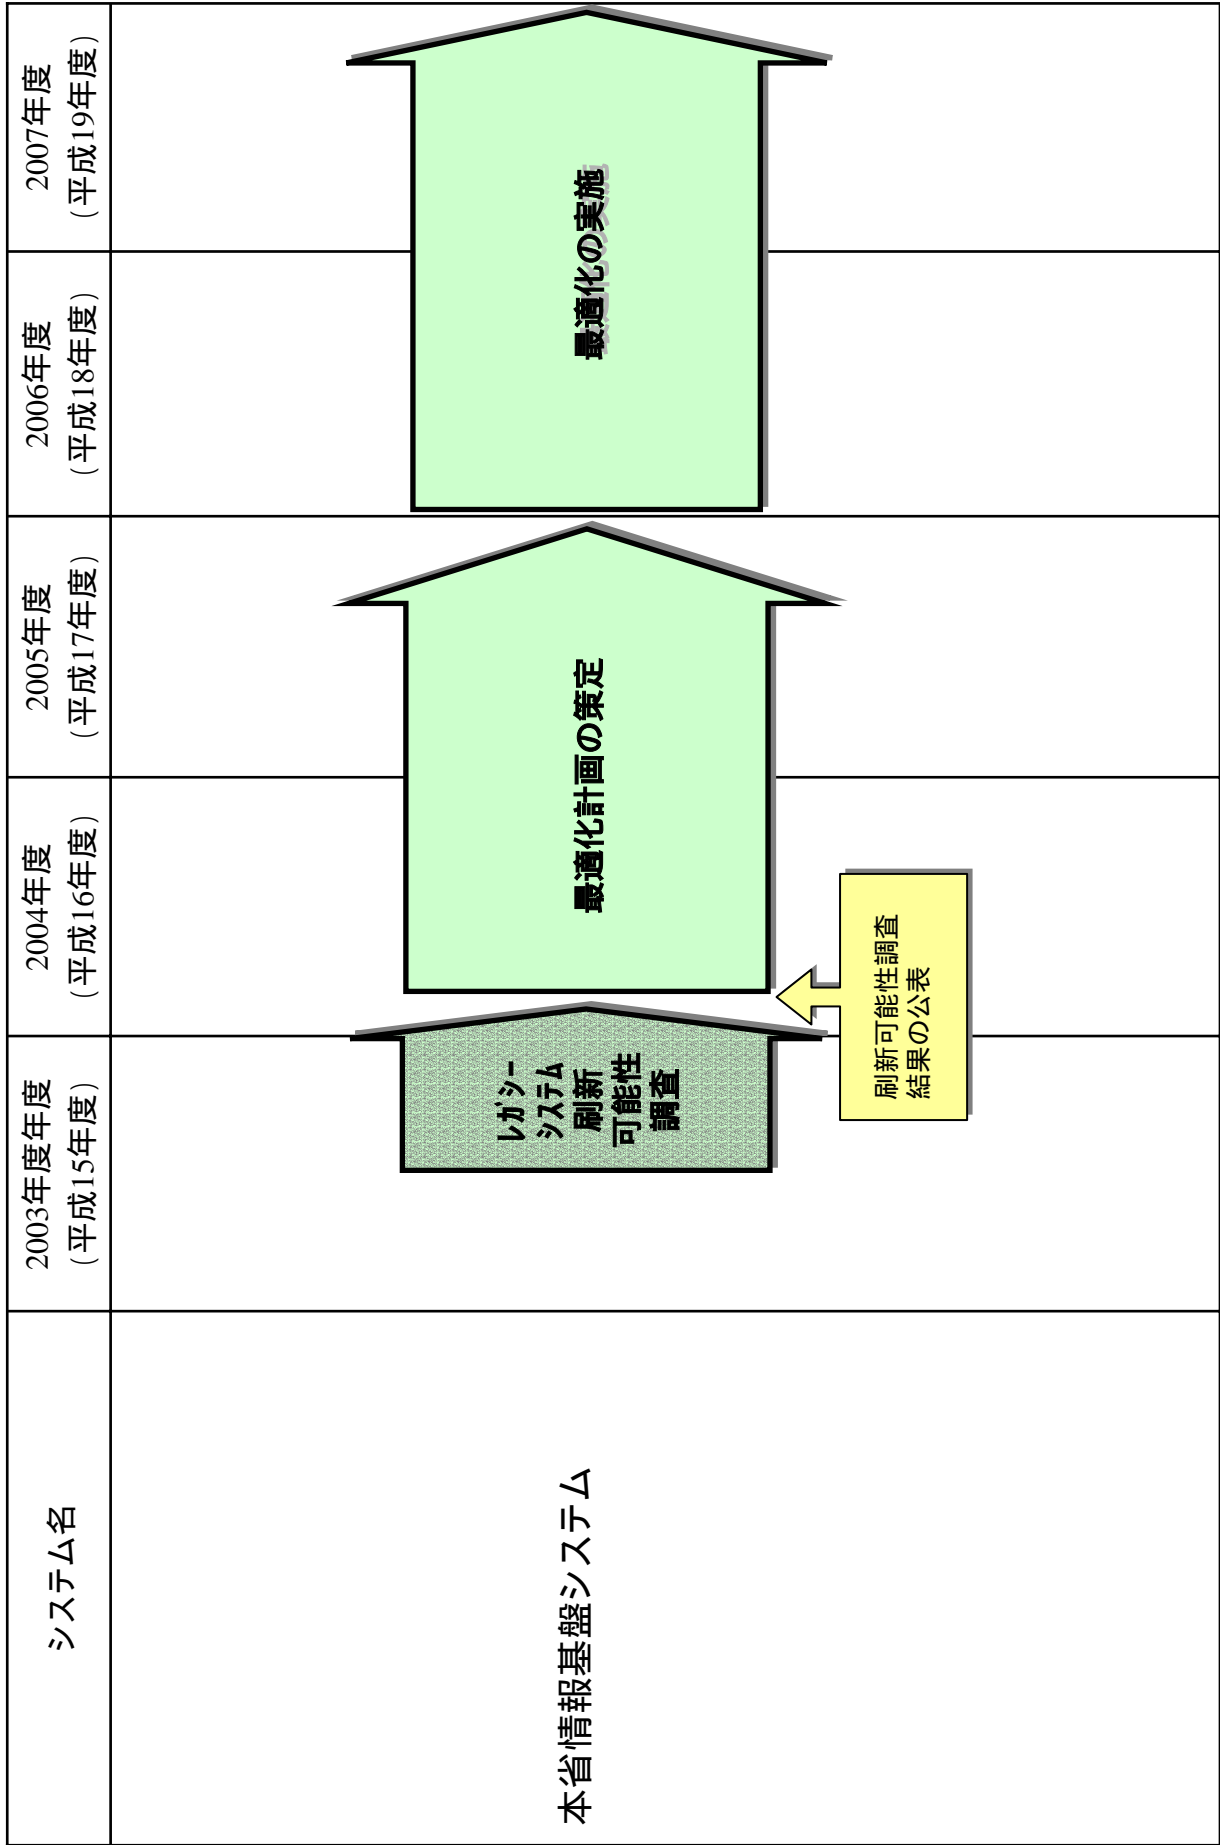 システム名
2003年度年度
(平成15年度)
2004年度
(平成16年度)
2005年度
(平成17年度)
2006年度
(平成18年度)
2007年度
(平成19年度)
本省情報基盤システム
レガシー
システム
刷新
可能性
調査
最適化計画の策定
最適化の実施
刷新可能性調査
結果の公表